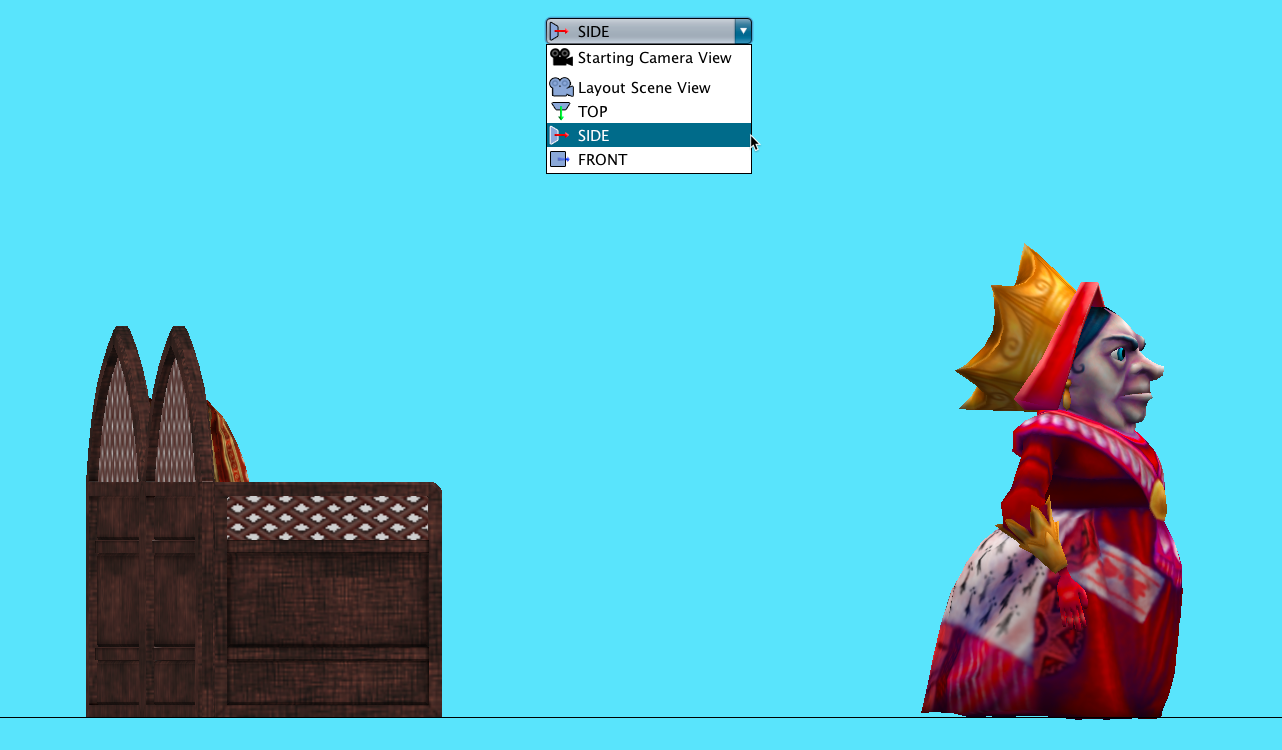 SIDE
Starting Camera View
Layout Scene View
TOP
SIDE
FRONT